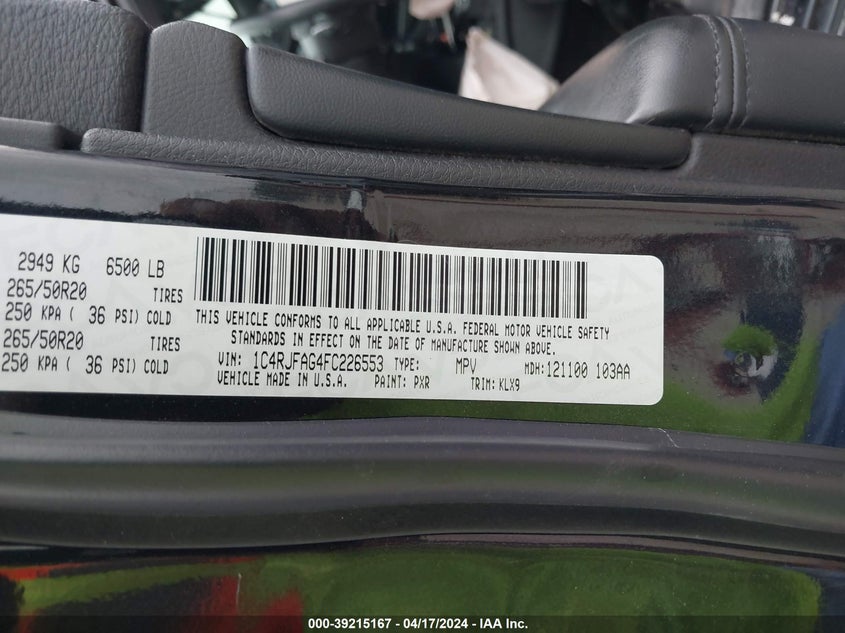 2949 KG 6500 LB
265/50R20 TIRES
250 KPA ( 36 PSI) COLD
265/50R20 TIRES
250 KPA ( 36 PSI) COLD
THIS VEHICLE CONFORMS TO ALL APPLICABLE U.S.A. FEDERAL MOTOR VEHICLE SAFETY
STANDARDS IN EFFECT ON THE DATE OF MANUFACTURE SHOWN ABOVE.
VIN: 1C4RJFAG4FC226553 TYPE: MPV MDH: 121100 103AA
VEHICLE MADE IN U.S.A. PAINT: PXR TRIM: KLX9
000-39215167 - 04/17/2024 - IAA Inc.